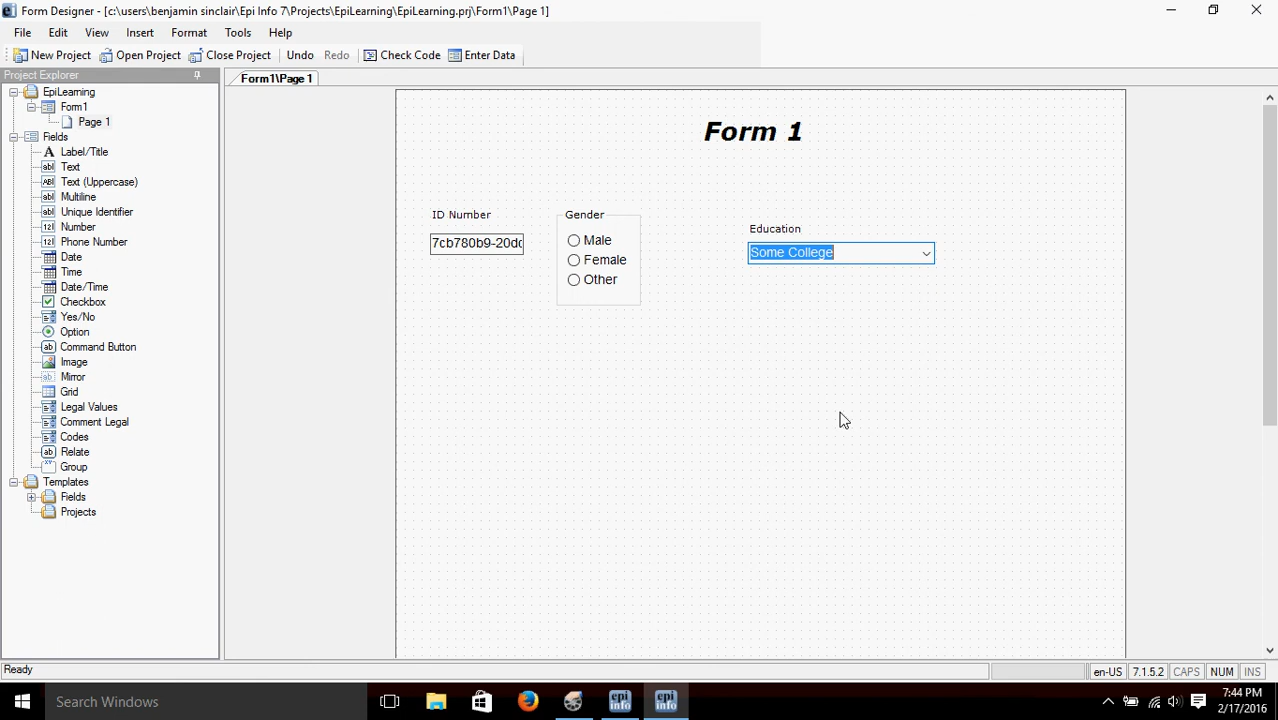 Form Designer - [c:\users\benjamin sinclair\Epi Info 7\Projects\EpiLearning\EpiLearning.prj\Form1\Page 1]
File Edit View Insert Format Tools Help
New Project Open Project Close Project Undo Redo Check Code Enter Data
Project Explorer
Form1\Page 1
EpiLearning
Form1
Page 1
Fields
Label/Title
Text
Text (Uppercase)
Multiline
Unique Identifier
Number
Phone Number
Date
Time
Date/Time
Checkbox
Yes/No
Option
Command Button
Image
Mirror
Grid
Legal Values
Comment Legal
Codes
Relate
Group
Templates
Fields
Projects
Form 1
ID Number
7cb780b9-20dc
Gender
Male
Female
Other
Education
Some College
Ready
en-US 7.1.5.2 CAPS NUM INS
Search Windows
epi info
epi info
7:44 PM
2/17/2016